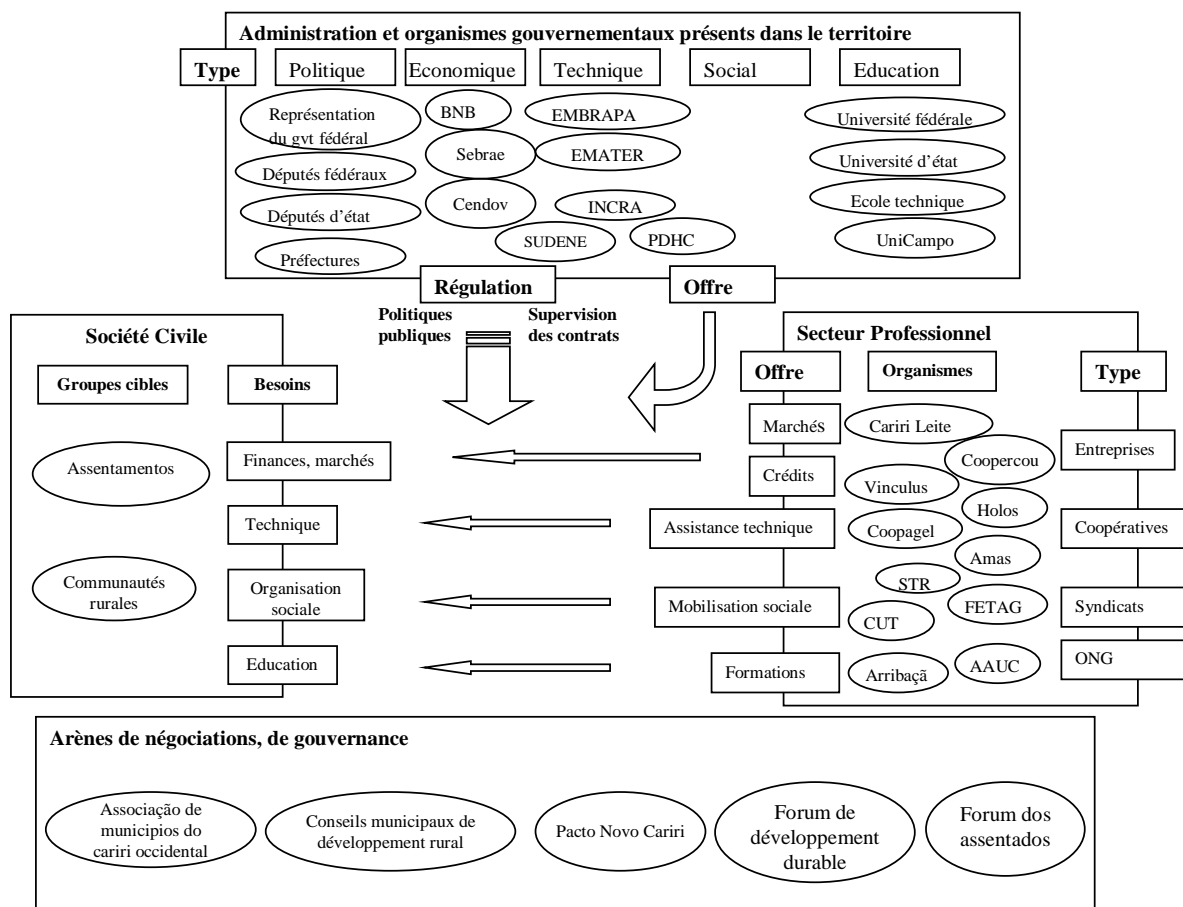 Administration et organismes gouvernementaux présents dans le territoire
Type
Politique
Economique
Technique
Social
Education
Représentation
du gvt fédéral
Députés fédéraux
Députés d'état
Préfectures
BNB
Sebrae
Cendov
SUDENE
EMBRAPA
EMATER
INCRA
PDHC
Université fédérale
Université d'état
Ecole technique
UniCampo
Régulation
Offre
Politiques
publiques
Supervision
des contrats
Société Civile
Groupes cibles
Besoins
Assentamentos
Communautés
rurales
Finances, marchés
Technique
Organisation
sociale
Education
Secteur Professionnel
Offre
Organismes
Type
Marchés
Crédits
Assistance technique
Mobilisation sociale
Formations
Cariri Leite
Coopercou
Vinculus
Holos
Coopagel
Amas
STR
FETAG
CUT
Arribaçã
AAUC
Entreprises
Coopératives
Syndicats
ONG
Arènes de négociations, de gouvernance
Associação de
municipios do
cariri occidental
Conseils municipaux de
développement rural
Pacto Novo Cariri
Forum de
développement
durable
Forum dos
assentados